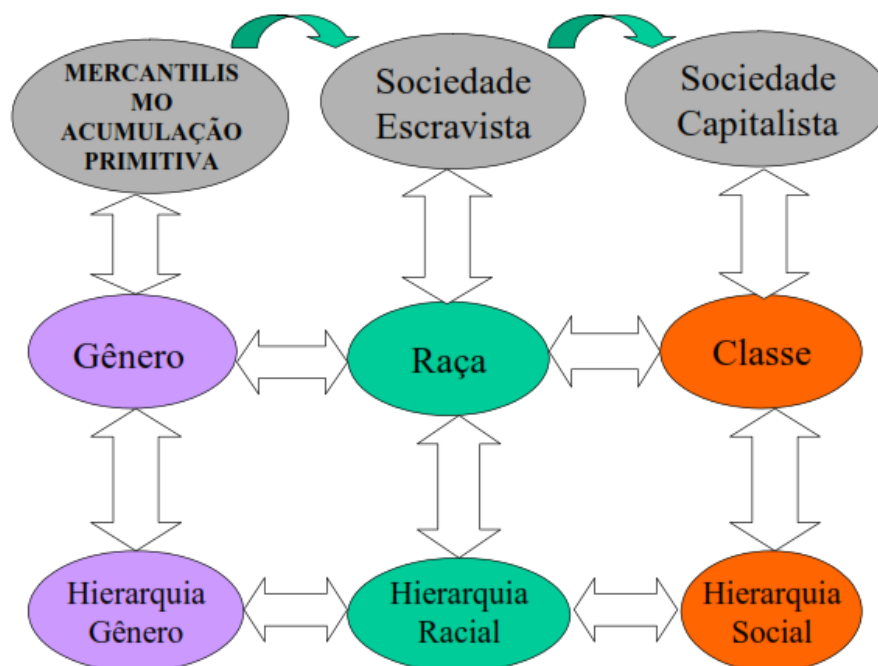 MERCANTILIS
MO
ACUMULAÇÃO
PRIMITIVA
Sociedade
Escravista
Sociedade
Capitalista
Gênero
Raça
Classe
Hierarquia
Gênero
Hierarquia
Racial
Hierarquia
Social